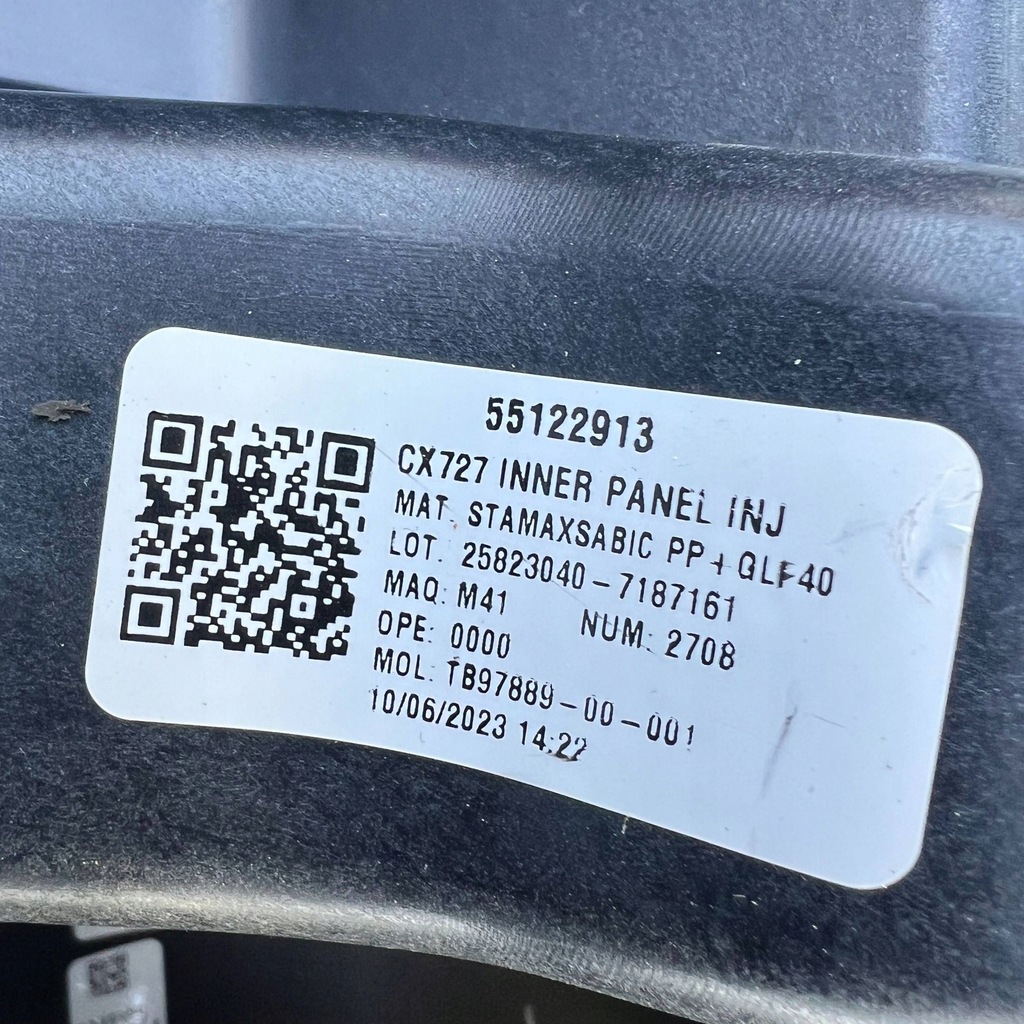 55122913
CX727 INNER PANEL INJ
MAT. STAMAXSABIC PP+GLF40
LOT. 25823040-7187161
MAQ: M41 NUM: 2708
OPE: 0000
MOL: TB97889-00-001
10/06/2023 14:22